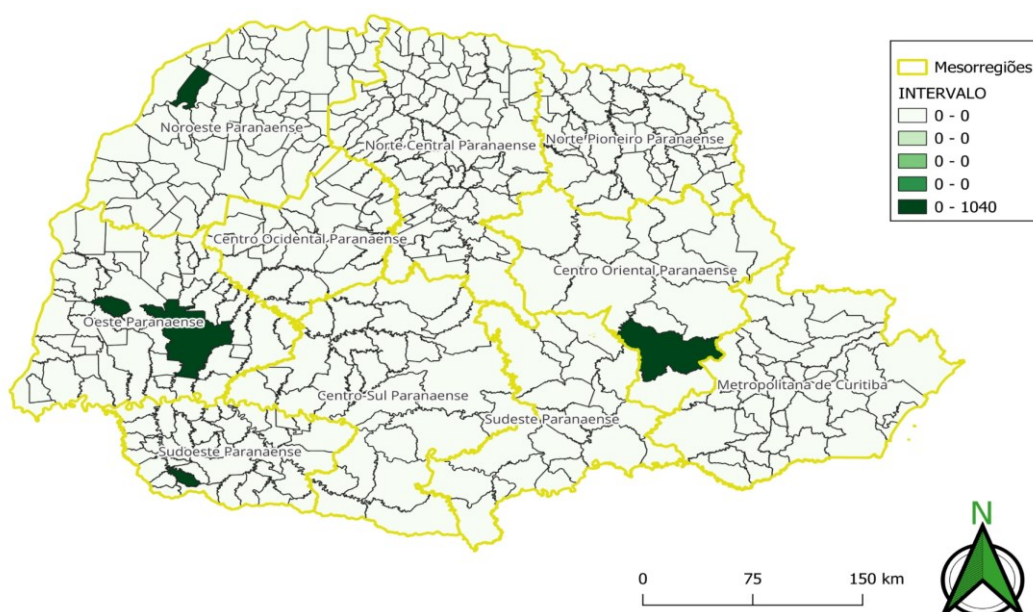 Mesorregiões
INTERVALO
0 - 0
0 - 0
0 - 0
0 - 0
0 - 1040
Noroeste Paranaense
Norte Central Paranaense
Norte Pioneiro Paranaense
Centro Ocidental Paranaense
Centro Oriental Paranaense
Oeste Paranaense
Metropolitana de Curitiba
Centro-Sul Paranaense
Sudeste Paranaense
Sudoeste Paranaense
N
0 75 150 km